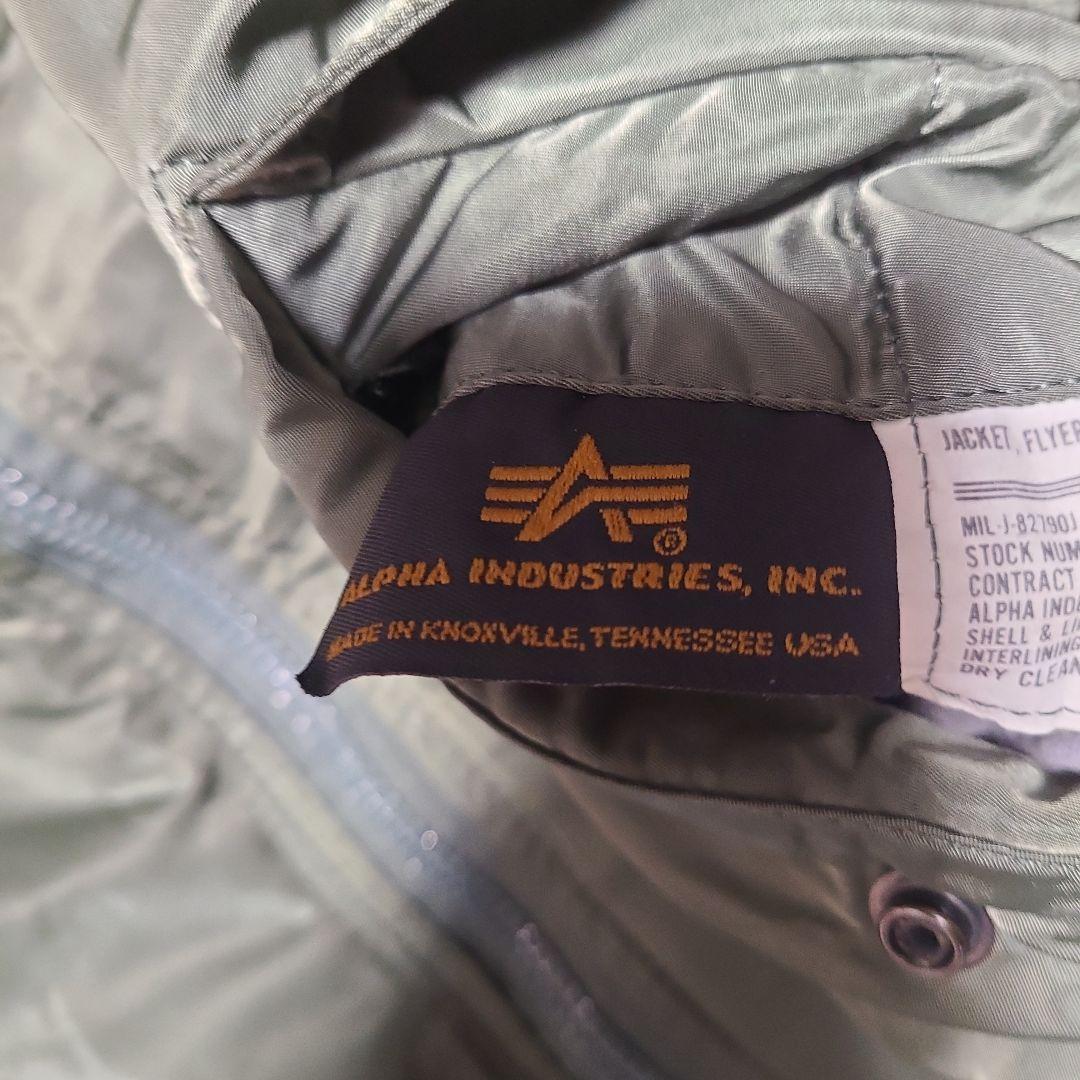 ®
ALPHA INDUSTRIES, INC.
MADE IN KNOXVILLE, TENNESSEE USA
JACKET, FLYER
MIL-J-82790J
STOCK NUM
CONTRACT
ALPHA IND
SHELL & LI
INTERLINING
DRY CLEAN